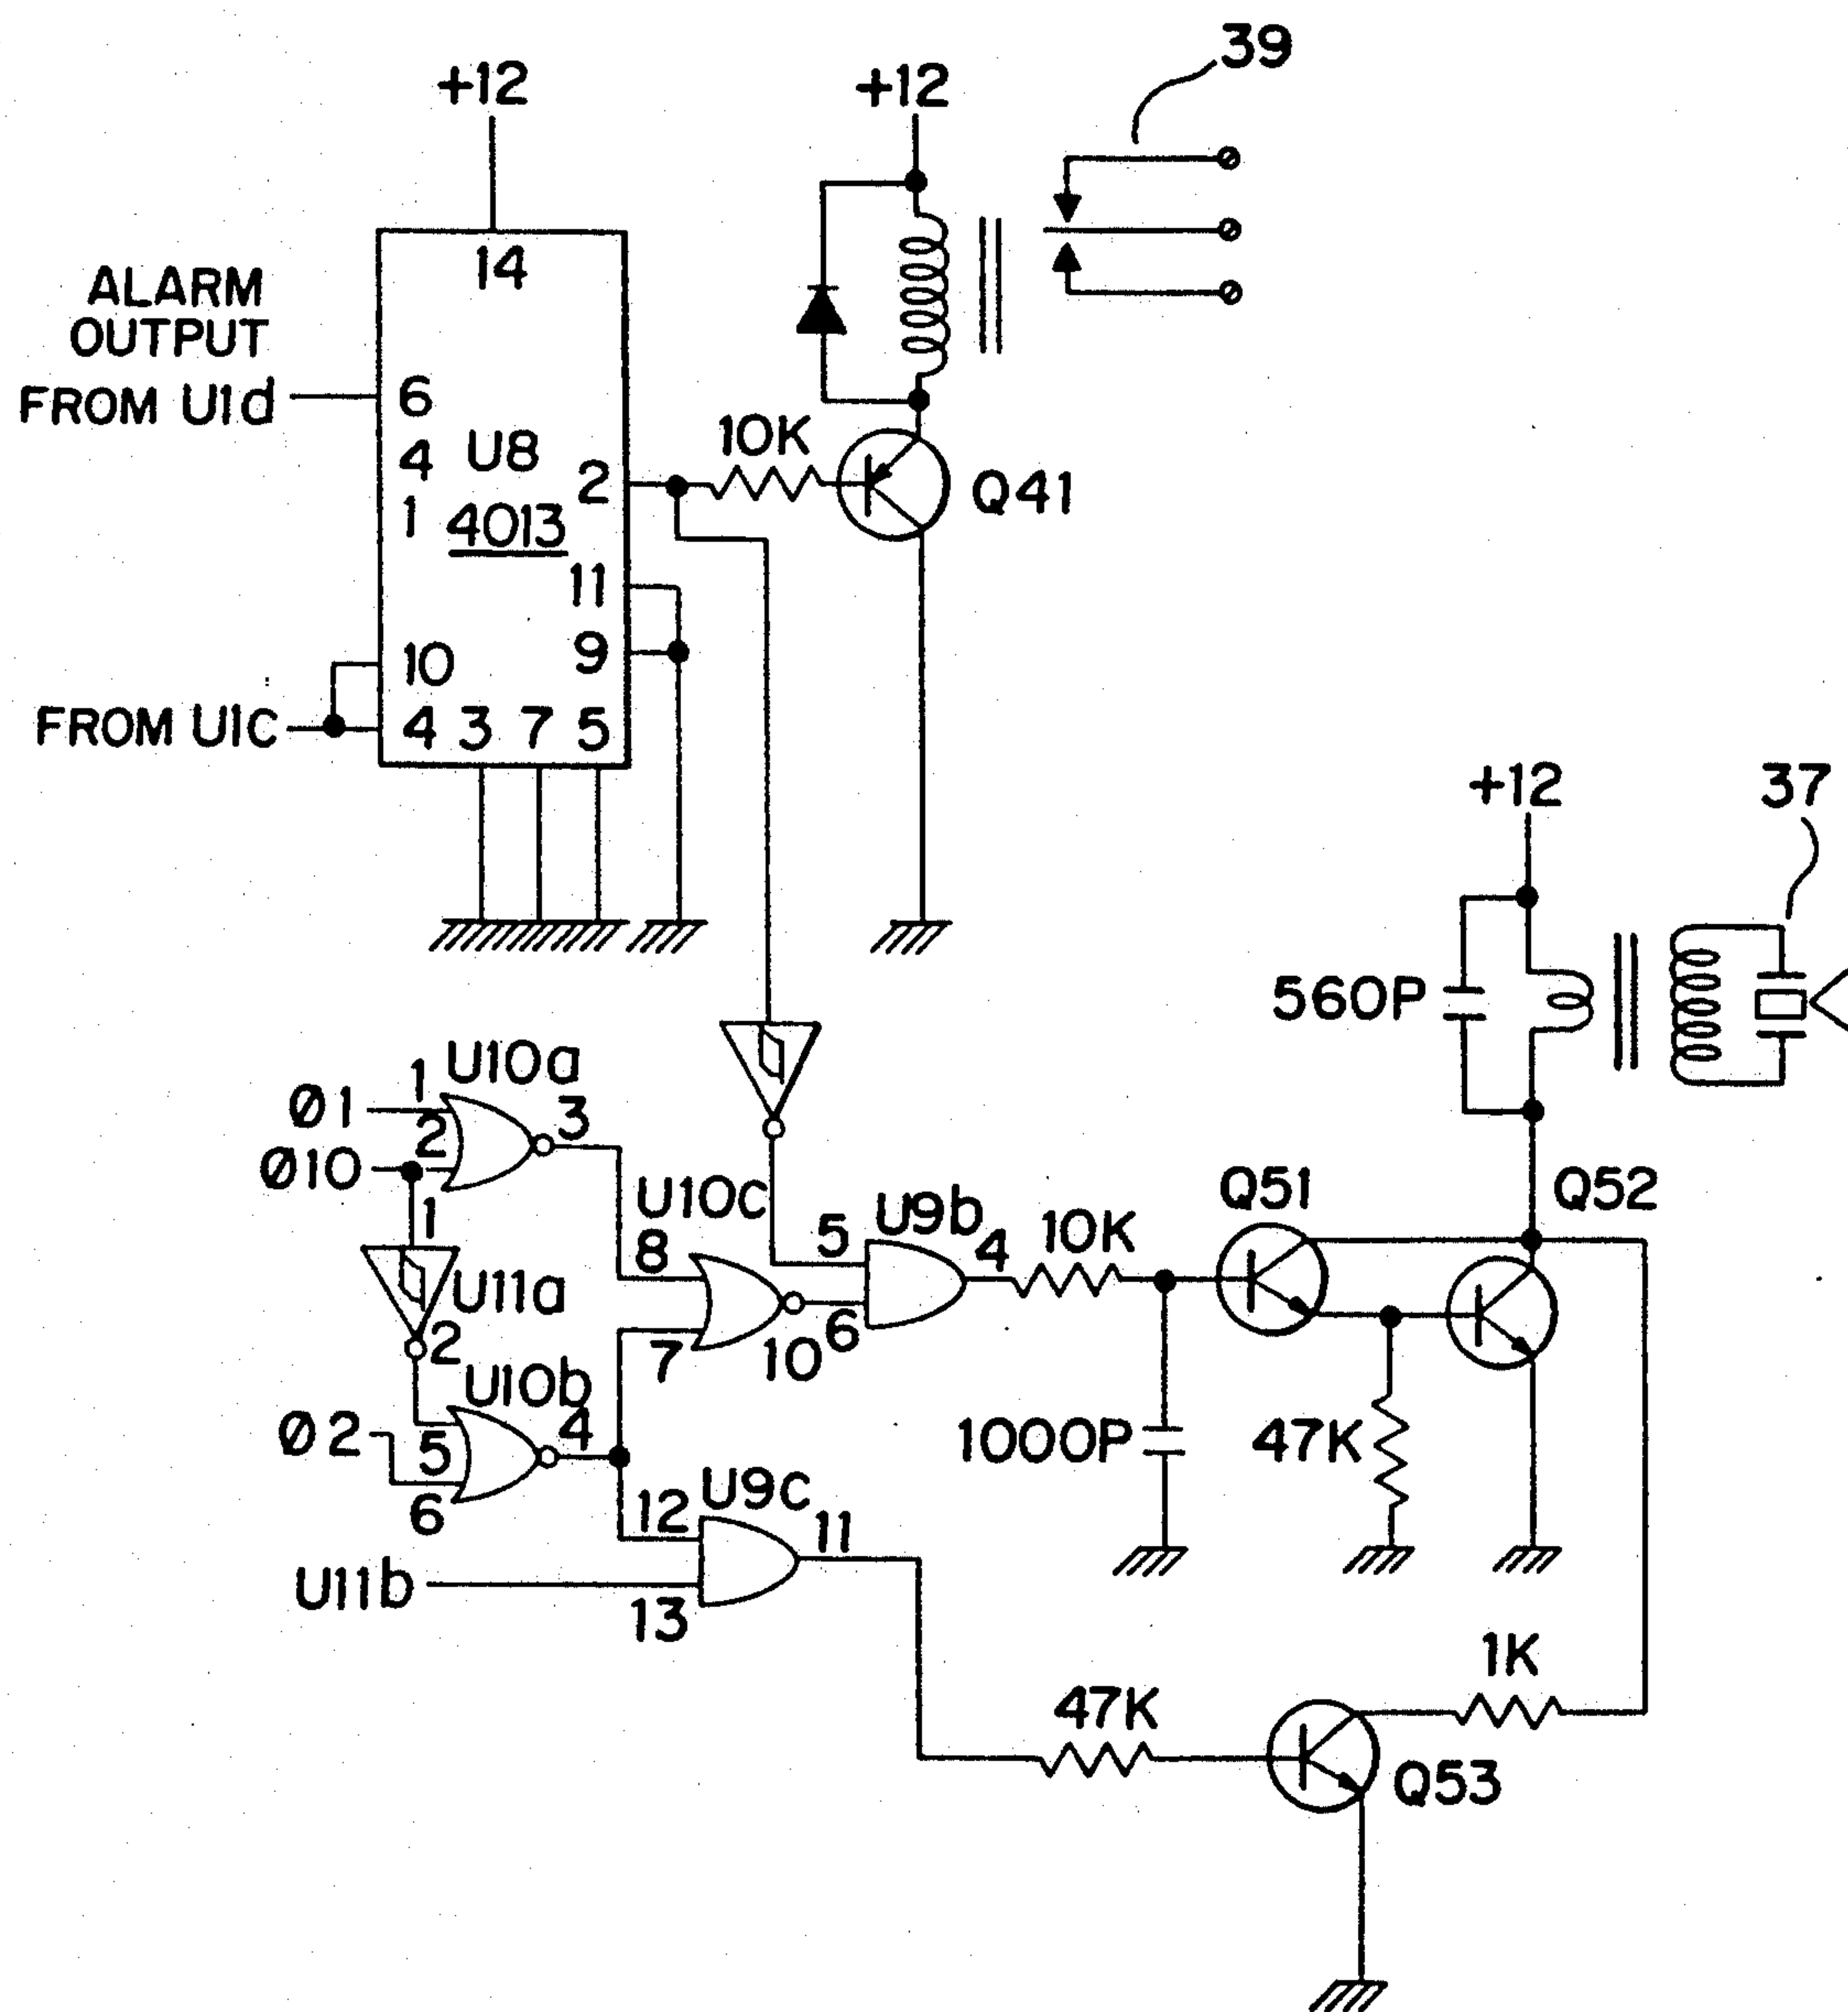 39
+12
+12
14
ALARM
OUTPUT
FROM U1d
6
4
1
U8
4013
2
10K
Q41
11
9
10
FROM U1C
4
3
7
5
+12
37
560P
U10a
Ø1
1
2
3
Ø10
1
U11a
2
U10C
8
7
10
5
6
U9b
4
10K
Q51
Q52
U10b
Ø2
5
6
4
1000P
47K
12
U9C
11
U11b
13
1K
47K
Q53